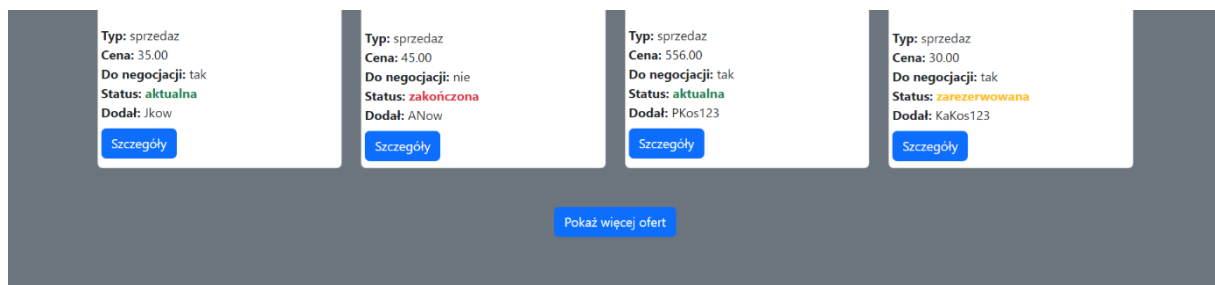 Typ: sprzedaz
Cena: 35.00
Do negocjacji: tak
Status: aktualna
Dodał: Jkow
Szczegóły
Typ: sprzedaz
Cena: 45.00
Do negocjacji: nie
Status: zakończona
Dodał: ANow
Szczegóły
Typ: sprzedaz
Cena: 556.00
Do negocjacji: tak
Status: aktualna
Dodał: PKos123
Szczegóły
Typ: sprzedaz
Cena: 30.00
Do negocjacji: tak
Status: zarezerwowana
Dodał: KaKos123
Szczegóły
Pokaż więcej ofert